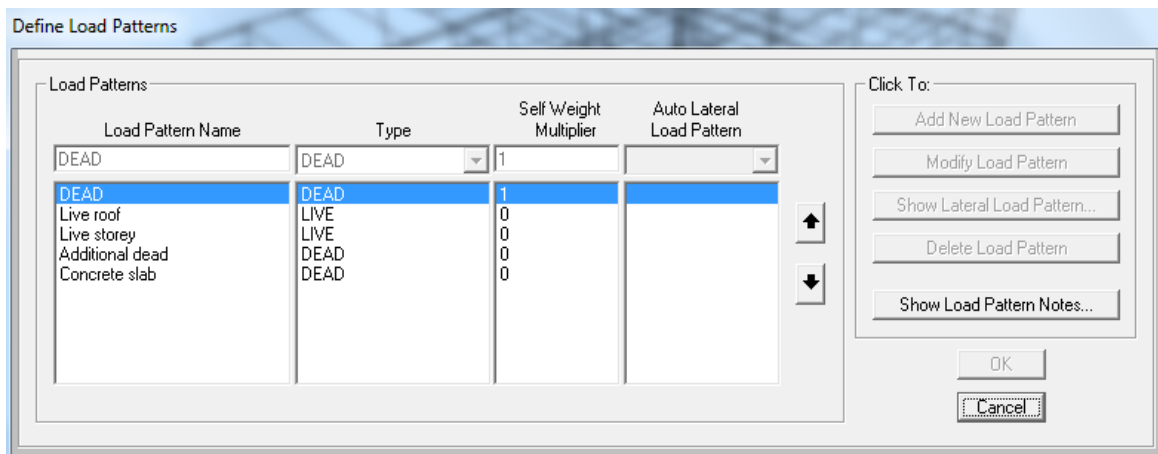 Define Load Patterns
Load Patterns
Click To:
Load Pattern Name Type Self Weight Multiplier Auto Lateral Load Pattern
DEAD DEAD 1
DEAD DEAD 1
Live roof LIVE 0
Live storey LIVE 0
Additional dead DEAD 0
Concrete slab DEAD 0
Add New Load Pattern
Modify Load Pattern
Show Lateral Load Pattern...
Delete Load Pattern
Show Load Pattern Notes...
OK
Cancel